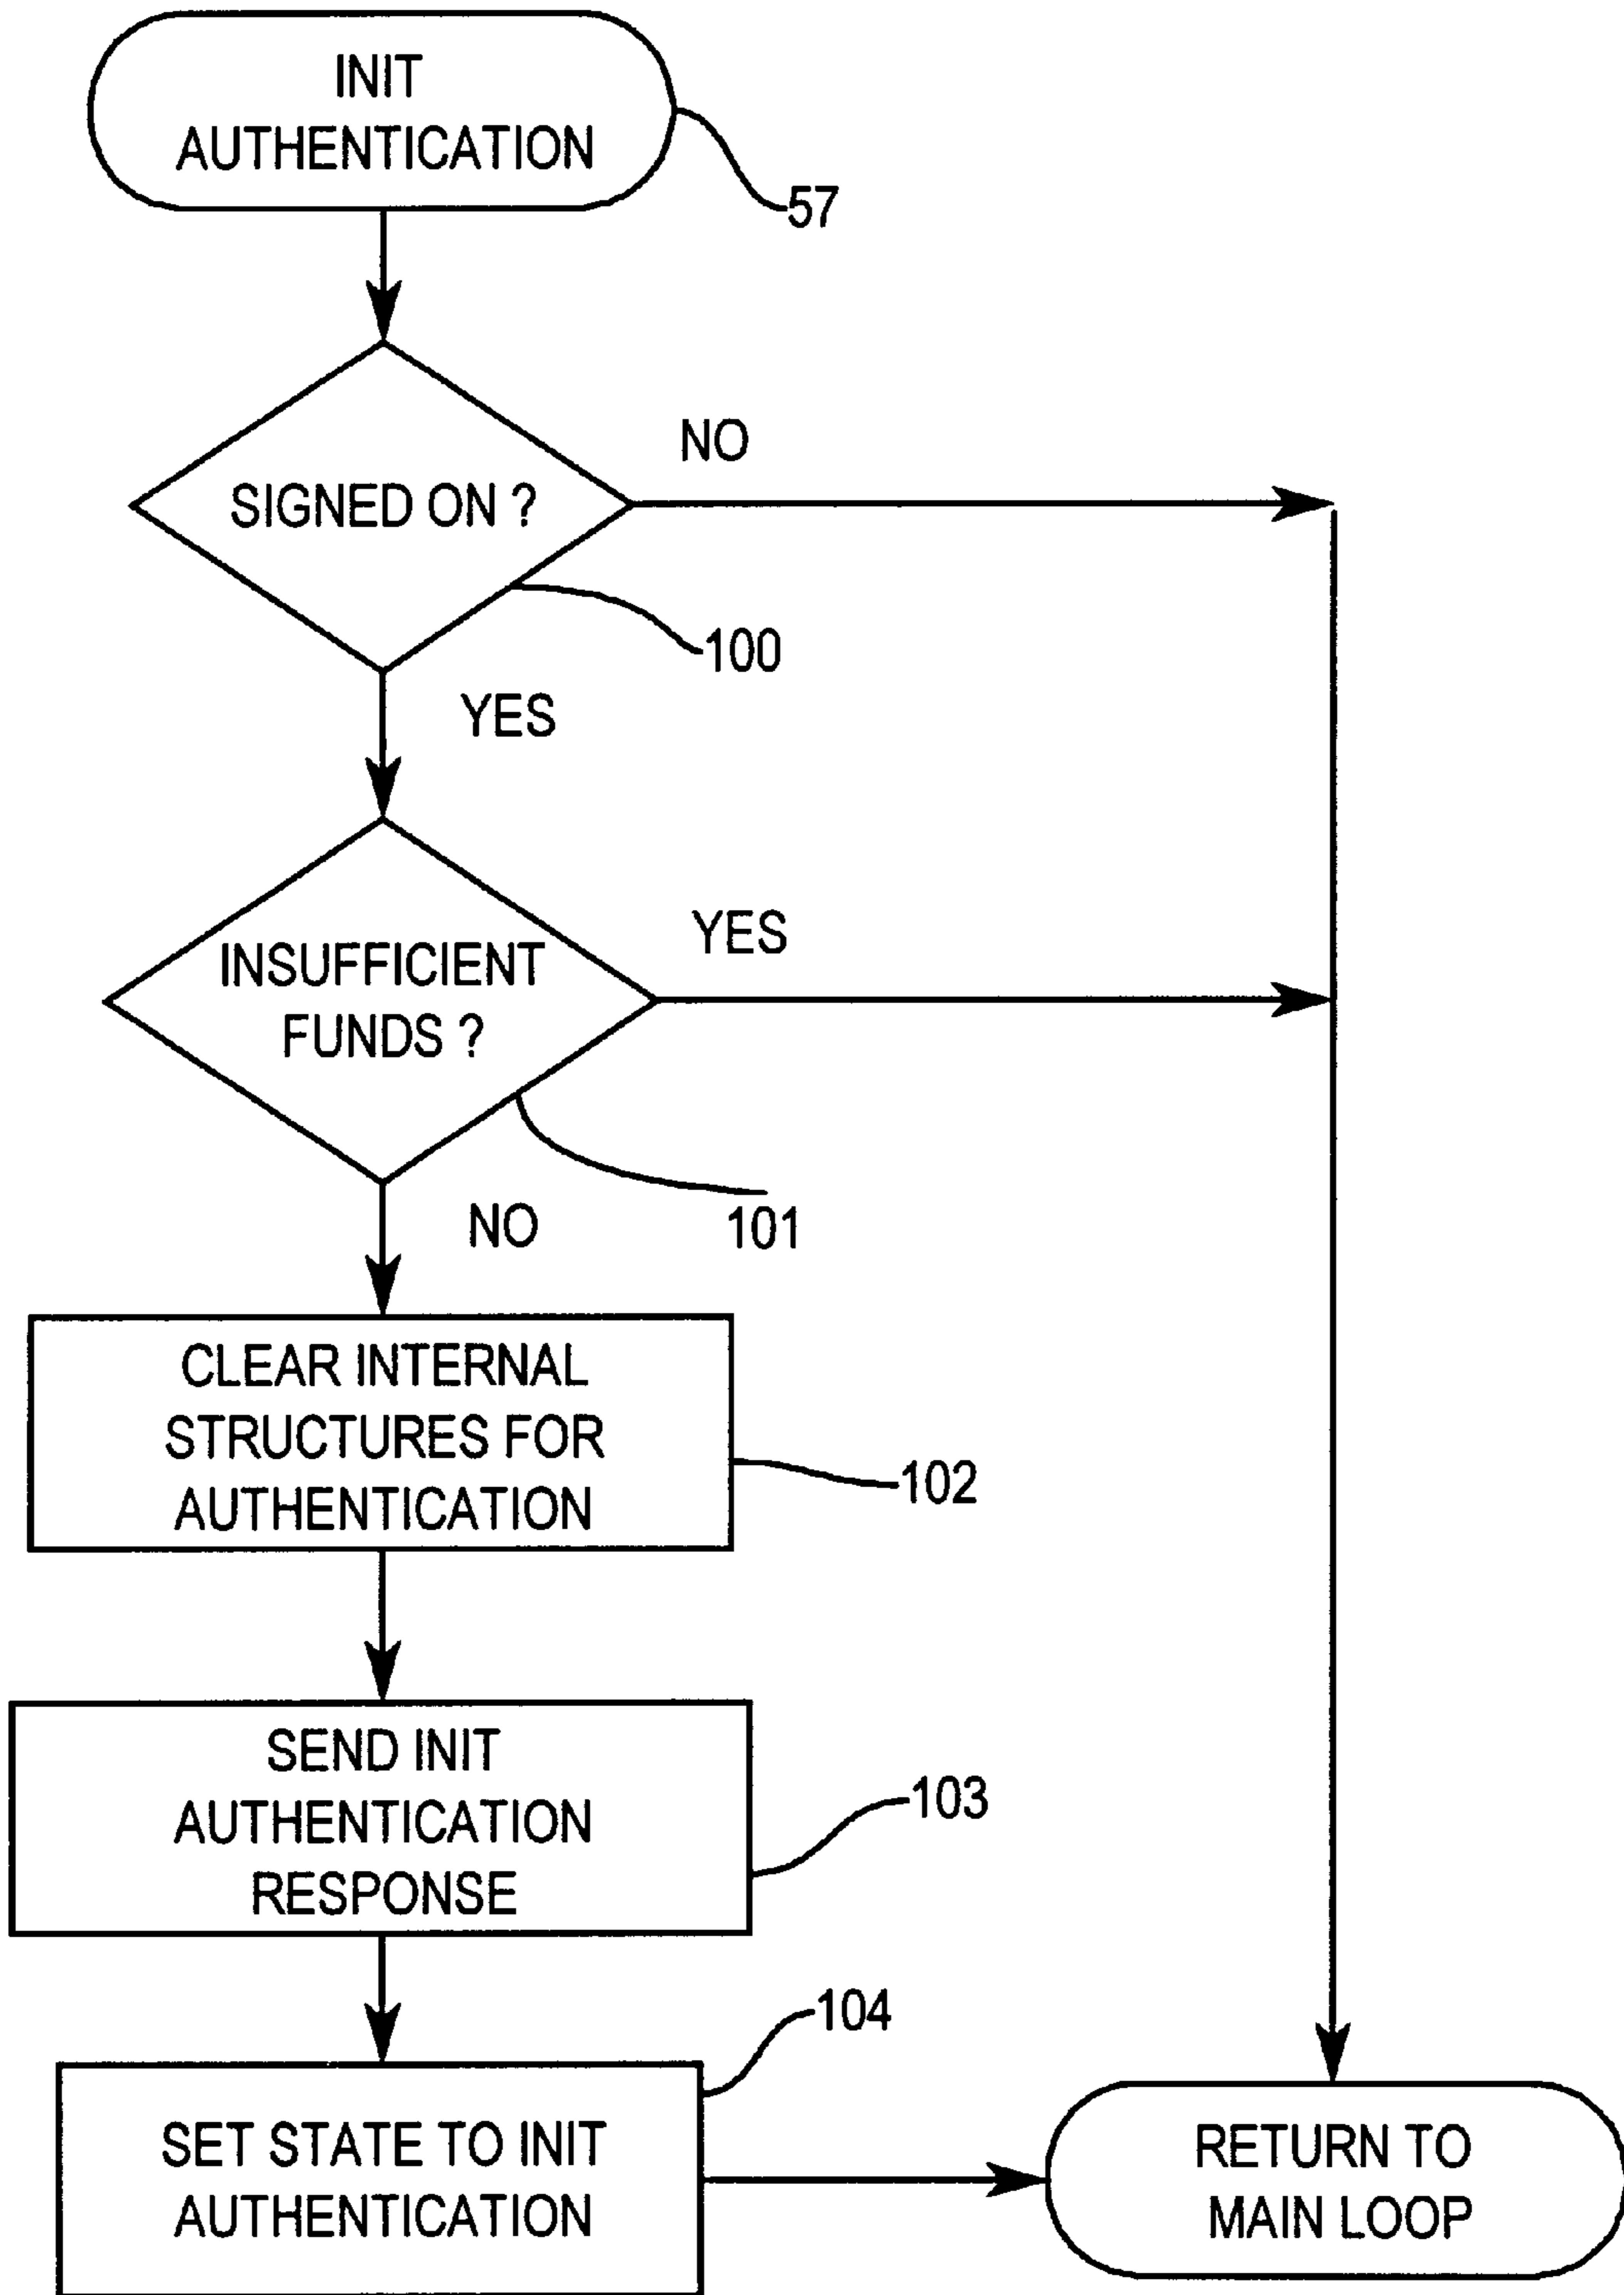 INIT
AUTHENTICATION
57
NO
SIGNED ON ?
100
YES
YES
INSUFFICIENT
FUNDS ?
101
NO
CLEAR INTERNAL
STRUCTURES FOR
AUTHENTICATION
102
SEND INIT
AUTHENTICATION
RESPONSE
103
104
SET STATE TO INIT
AUTHENTICATION
RETURN TO
MAIN LOOP